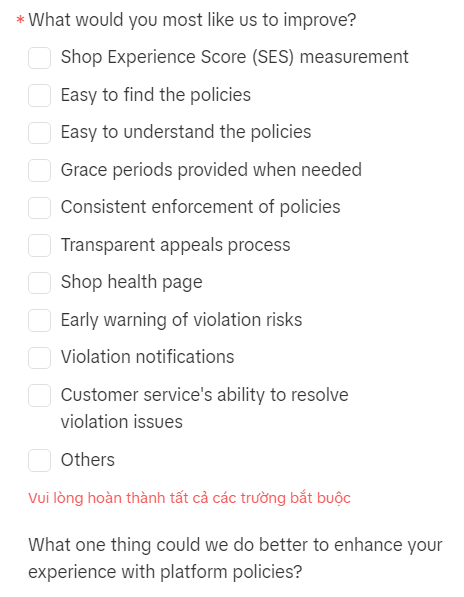 * What would you most like us to improve?
Shop Experience Score (SES) measurement
Easy to find the policies
Easy to understand the policies
Grace periods provided when needed
Consistent enforcement of policies
Transparent appeals process
Shop health page
Early warning of violation risks
Violation notifications
Customer service's ability to resolve
violation issues
Others
Vui lòng hoàn thành tất cả các trường bắt buộc
What one thing could we do better to enhance your
experience with platform policies?